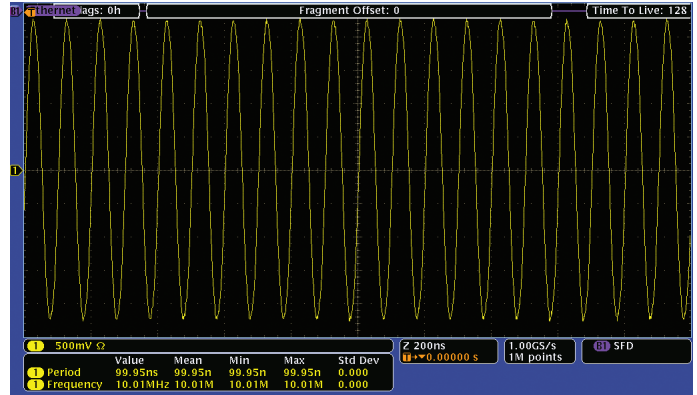 B1 Ethernet lags: 0h Fragment Offset: 0 Time To Live: 128
T
1
1 500mV Ω
Z 200ns
T→▼0.00000 s
1.00GS/s
1M points
B1 SFD
Value Mean Min Max Std Dev
1 Period 99.95ns 99.95n 99.95n 99.95n 0.000
1 Frequency 10.01MHz 10.01M 10.01M 10.01M 0.000